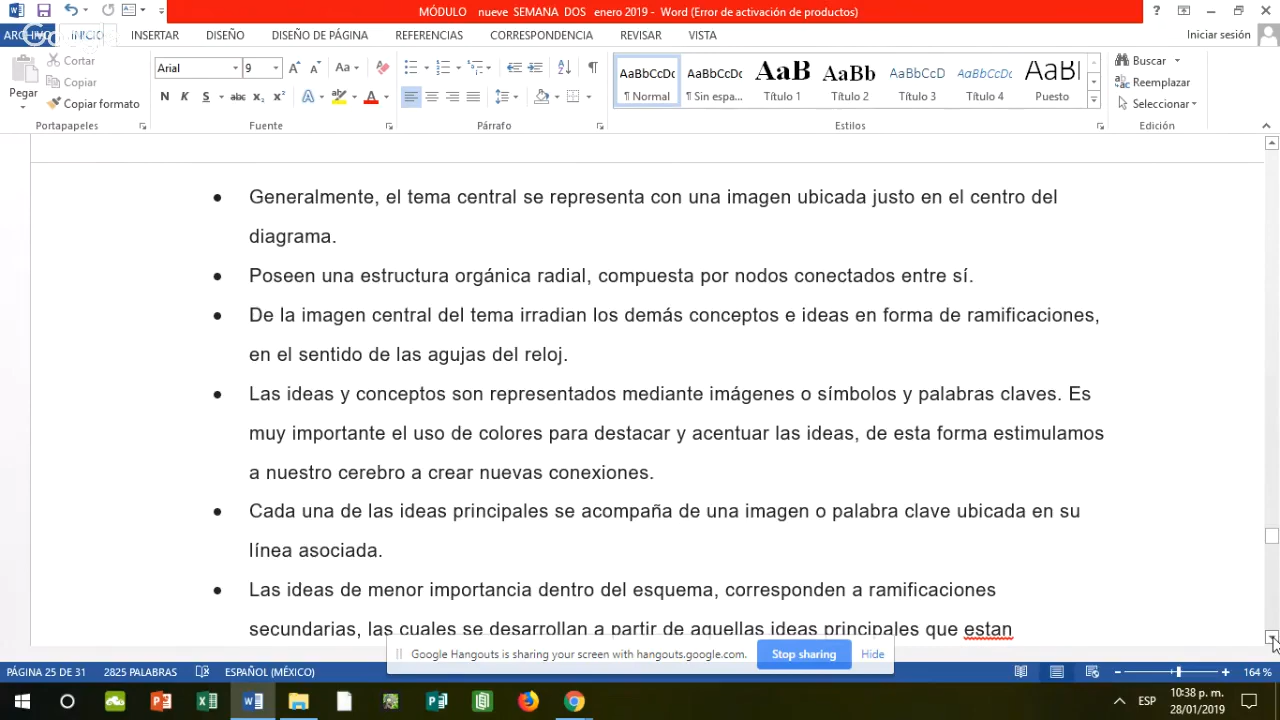 MÓDULO nueve SEMANA DOS enero 2019 - Word (Error de activación de productos)
ARCHIVO INICIO INSERTAR DISEÑO DISEÑO DE PÁGINA REFERENCIAS CORRESPONDENCIA REVISAR VISTA Iniciar sesión
Pegar
Cortar
Copiar
Copiar formato
Portapapeles
Arial 9
Aa
N K S abc x₂ x²
A A
Fuente
Párrafo
AaBbCcDc AaBbCcDc AaB AaBb AaBbCcD AaBbCcD AaBbl
¶ Normal ¶ Sin espa... Título 1 Título 2 Título 3 Título 4 Puesto
Estilos
Buscar
Reemplazar
Seleccionar
Edición
• Generalmente, el tema central se representa con una imagen ubicada justo en el centro del
diagrama.
• Poseen una estructura orgánica radial, compuesta por nodos conectados entre sí.
• De la imagen central del tema irradian los demás conceptos e ideas en forma de ramificaciones,
en el sentido de las agujas del reloj.
• Las ideas y conceptos son representados mediante imágenes o símbolos y palabras claves. Es
muy importante el uso de colores para destacar y acentuar las ideas, de esta forma estimulamos
a nuestro cerebro a crear nuevas conexiones.
• Cada una de las ideas principales se acompaña de una imagen o palabra clave ubicada en su
línea asociada.
• Las ideas de menor importancia dentro del esquema, corresponden a ramificaciones
secundarias, las cuales se desarrollan a partir de aquellas ideas principales que estan
Google Hangouts is sharing your screen with hangouts.google.com. Stop sharing Hide
PÁGINA 25 DE 31 2825 PALABRAS ESPAÑOL (MÉXICO) 164 %
ESP
10:38 p. m.
28/01/2019